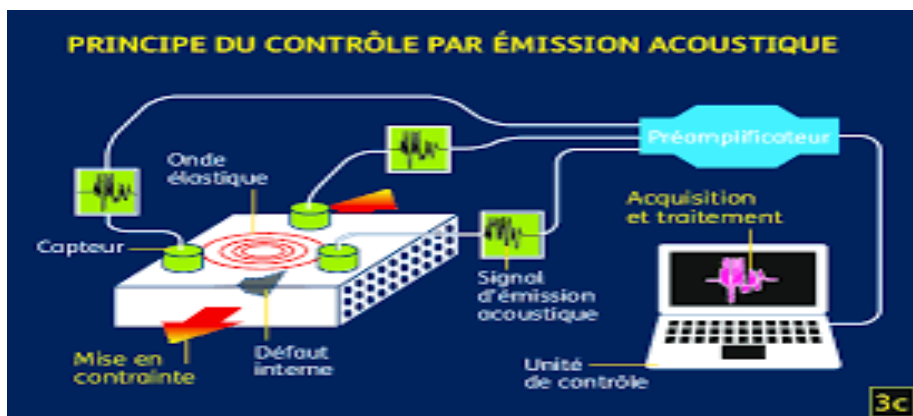 PRINCIPE DU CONTRÔLE PAR ÉMISSION ACOUSTIQUE
Préamplificateur
Onde
élastique
Capteur
Acquisition
et traitement
Signal
d'émission
acoustique
Mise en
contrainte
Défaut
interne
Unité
de contrôle
3c